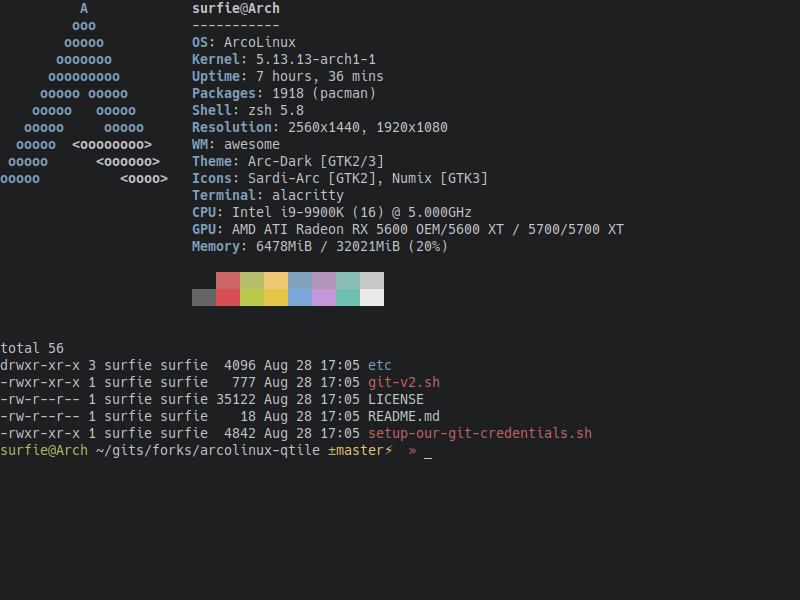 A surfie@Arch
ooo -----------
ooooo OS: ArcoLinux
ooooooo Kernel: 5.13.13-arch1-1
ooooooooo Uptime: 7 hours, 36 mins
ooooo ooooo Packages: 1918 (pacman)
ooooo ooooo Shell: zsh 5.8
ooooo ooooo Resolution: 2560x1440, 1920x1080
ooooo <oooooooo> WM: awesome
ooooo <oooooo> Theme: Arc-Dark [GTK2/3]
ooooo <oooo> Icons: Sardi-Arc [GTK2], Numix [GTK3]
Terminal: alacritty
CPU: Intel i9-9900K (16) @ 5.000GHz
GPU: AMD ATI Radeon RX 5600 OEM/5600 XT / 5700/5700 XT
Memory: 6478MiB / 32021MiB (20%)
total 56
drwxr-xr-x 3 surfie surfie  4096 Aug 28 17:05 etc
-rwxr-xr-x 1 surfie surfie   777 Aug 28 17:05 git-v2.sh
-rw-r--r-- 1 surfie surfie 35122 Aug 28 17:05 LICENSE
-rw-r--r-- 1 surfie surfie    18 Aug 28 17:05 README.md
-rwxr-xr-x 1 surfie surfie  4842 Aug 28 17:05 setup-our-git-credentials.sh
surfie@Arch ~/gits/forks/arcolinux-qtile ±master⚡ » _